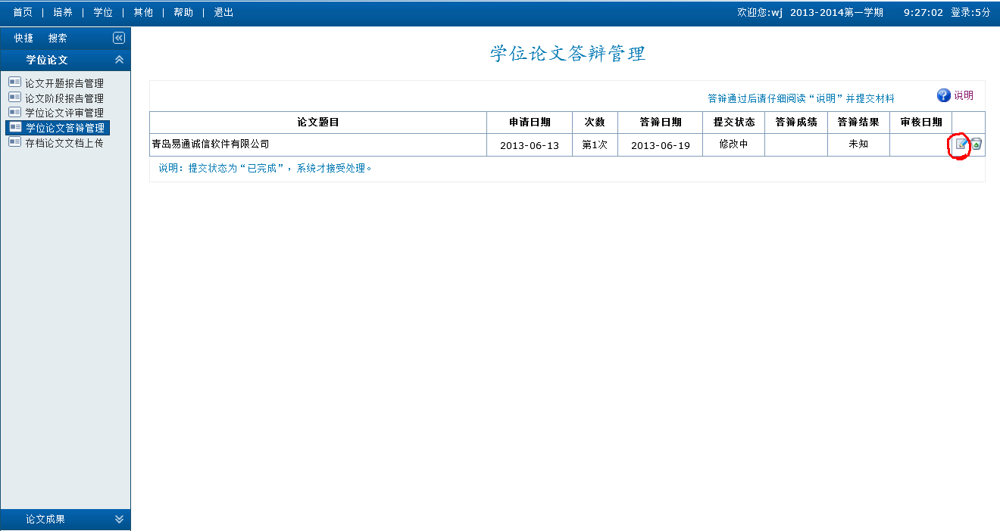 首页 | 培养 | 学位 | 其他 | 帮助 | 退出 欢迎您:wj 2013-2014第一学期 9:27:02 登录:5分
快捷 搜索
学位论文
论文开题报告管理
论文阶段报告管理
学位论文评审管理
学位论文答辩管理
存档论文文档上传
论文成果
学位论文答辩管理
答辩通过后请仔细阅读“说明”并提交材料 说明
论文题目 申请日期 次数 答辩日期 提交状态 答辩成绩 答辩结果 审核日期
青岛易通诚信软件有限公司 2013-06-13 第1次 2013-06-19 修改中 未知
说明：提交状态为“已完成”，系统才接受处理。